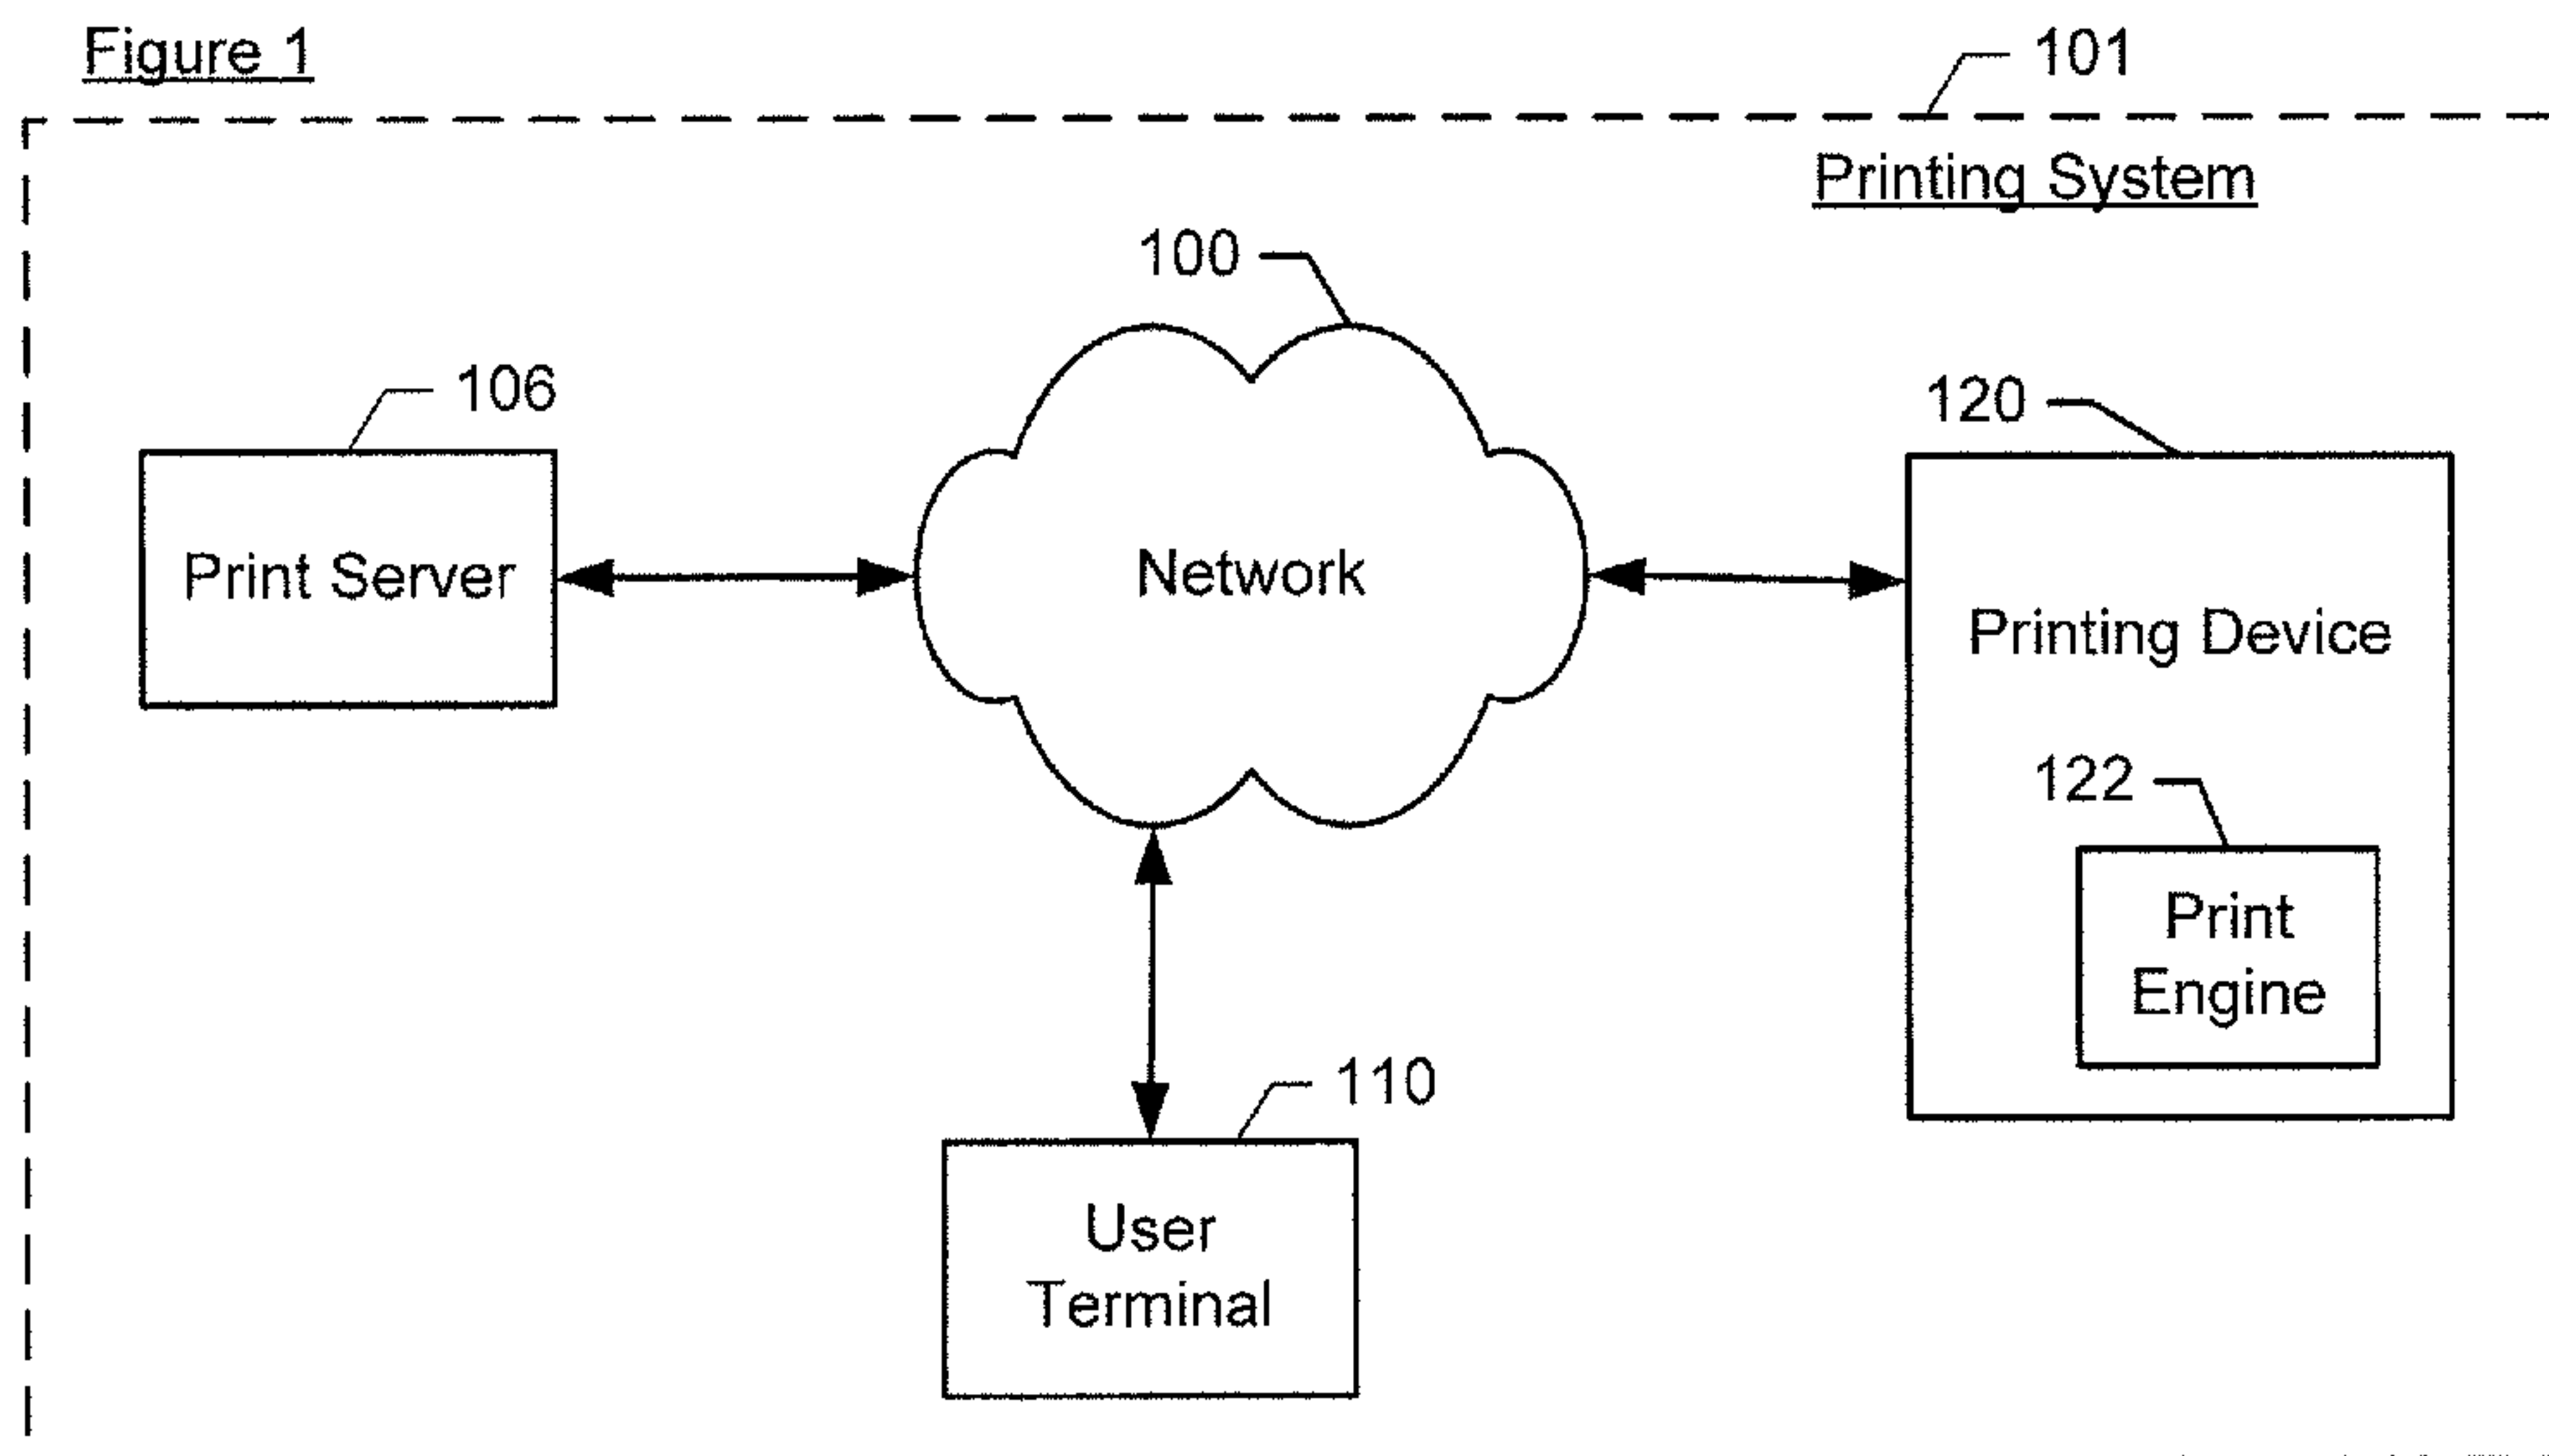 Figure 1
101
Printing System
100
106
120
Print Server
Network
Printing Device
122
Print
Engine
110
User
Terminal